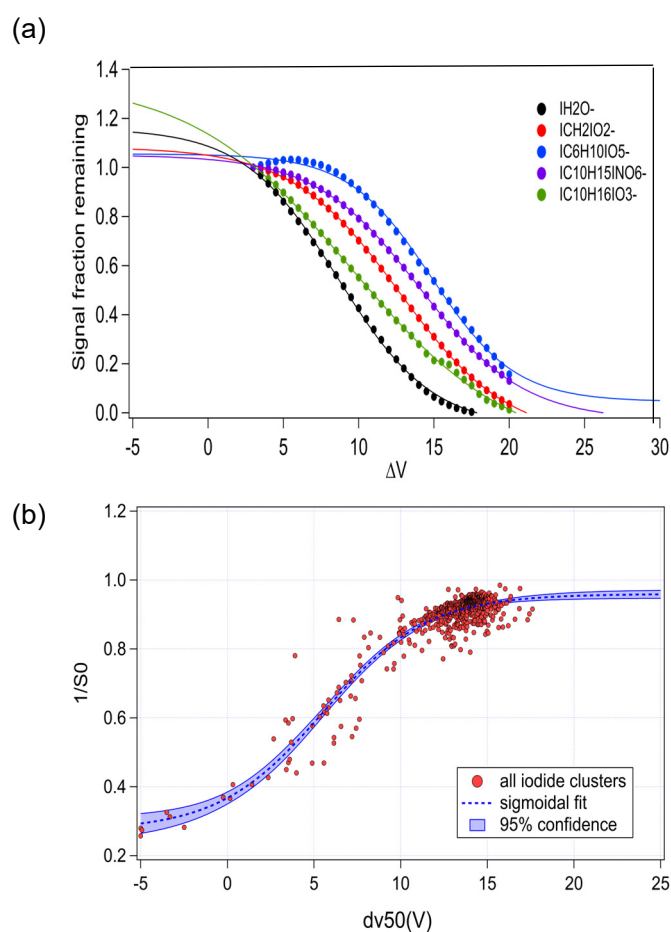 (a)
1.4
1.2
1.0
0.8
0.6
0.4
0.2
0.0
Signal fraction remaining
IH2O-
ICH2IO2-
IC6H10IO5-
IC10H15INO6-
IC10H16IO3-
-5 0 5 10 15 20 25 30
ΔV
(b)
1.2
1.0
0.8
0.6
0.4
0.2
1/S0
all iodide clusters
sigmoidal fit
95% confidence
-5 0 5 10 15 20 25
dv50(V)